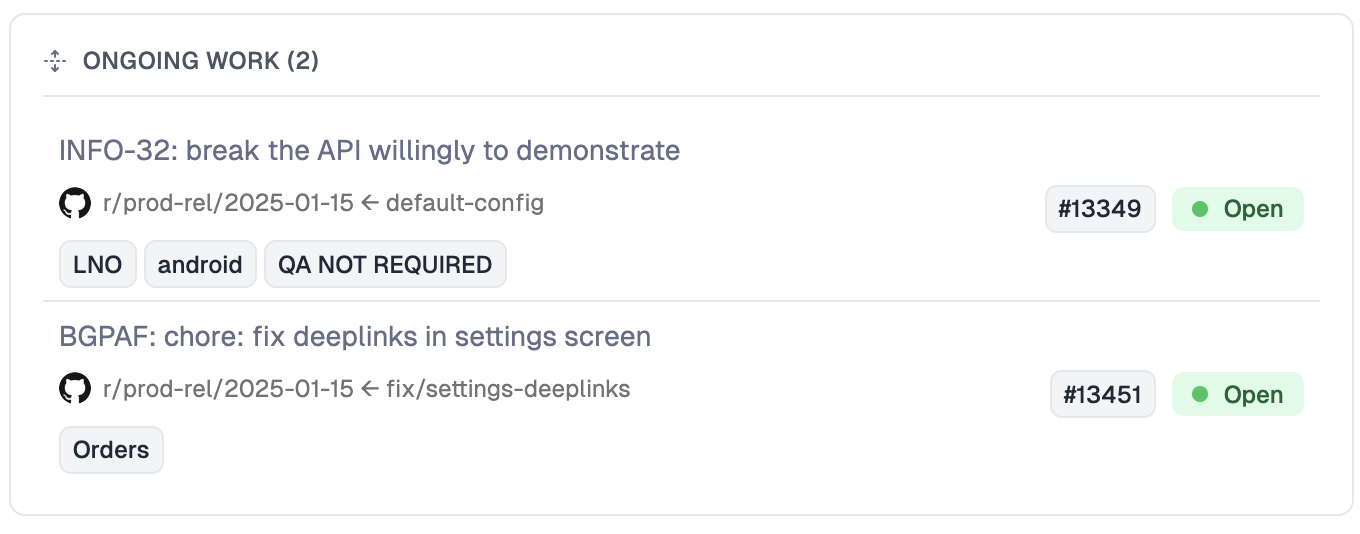 ONGOING WORK (2)
INFO-32: break the API willingly to demonstrate
r/prod-rel/2025-01-15 ← default-config
#13349 Open
LNO android QA NOT REQUIRED
BGPAF: chore: fix deeplinks in settings screen
r/prod-rel/2025-01-15 ← fix/settings-deeplinks
#13451 Open
Orders